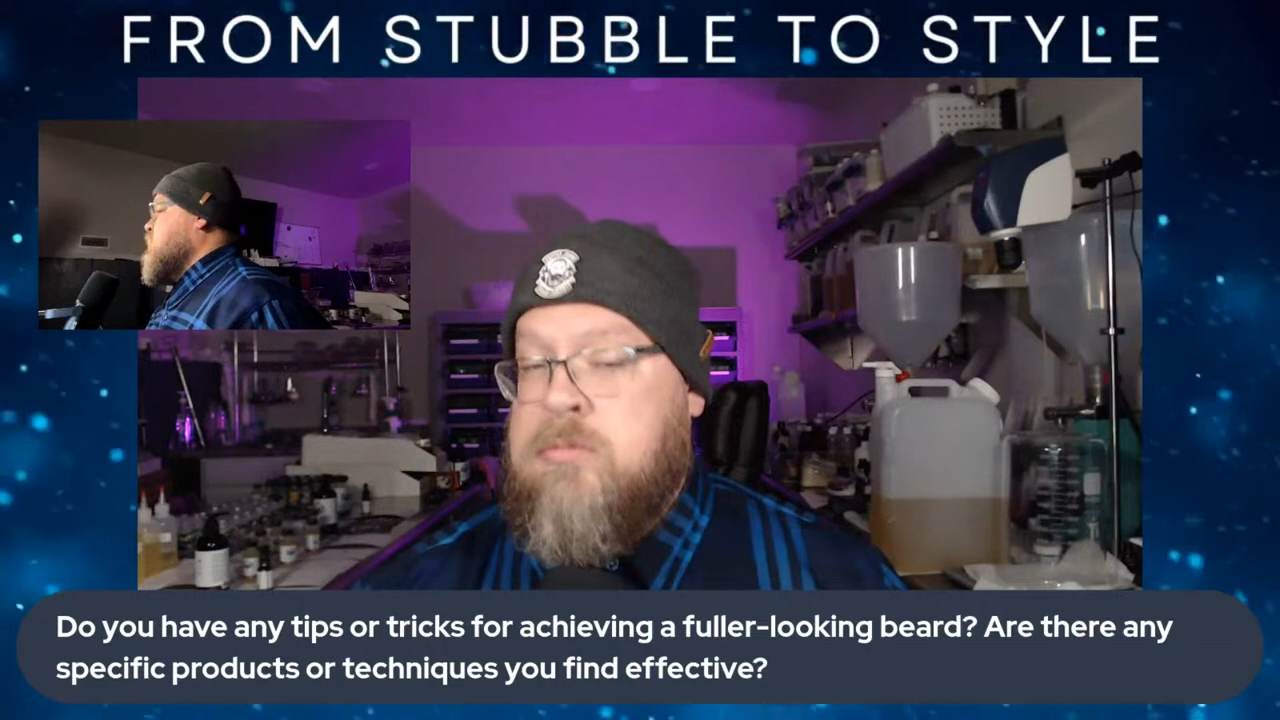 FROM STUBBLE TO STYLE
Do you have any tips or tricks for achieving a fuller-looking beard? Are there any
specific products or techniques you find effective?